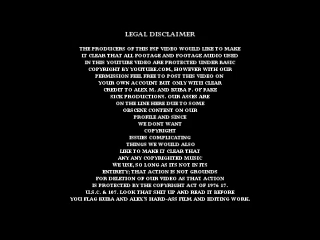 LEGAL DISCLAIMER
THE PRODUCERS OF THIS PSP VIDEO WOULD LIKE TO MAKE
IT CLEAR THAT ALL FOOTAGE AND FOOTAGE AUDIO USED
IN THIS YOUTUBE VIDEO ARE PROTECTED UNDER BASIC
COPYRIGHT BY YOUTUBE.COM, HOWEVER WITH OUR
PERMISSION FEEL FREE TO POST THIS VIDEO ON
YOUR OWN ACCOUNT BUT ONLY WITH CLEAR
CREDIT TO ALEX M. AND KUBA P. OF FAKE
SICK PRODUCTIONS. OUR ASSES ARE
ON THE LINE HERE DUE TO SOME
OBSCENE CONTENT ON OUR
PROFILE AND SINCE
WE DONT WANT
COPYRIGHT
ISSUES COMPLICATING
THINGS WE WOULD ALSO
LIKE TO MAKE IT CLEAR THAT
ANY ANY COPYRIGHTED MUSIC
WE USE, SO LONG AS ITS NOT IN ITS
ENTIRETY; THAT ACTION IS NOT GROUNDS
FOR DELETION OF OUR VIDEO AS THAT ACTION
IS PROTECTED BY THE COPYRIGHT ACT OF 1976 17.
U.S.C. & 107. LOOK THAT SHIT UP AND READ IT BEFORE
YOU FLAG KUBA AND ALEX'S HARD-ASS FILM AND EDITING WORK.